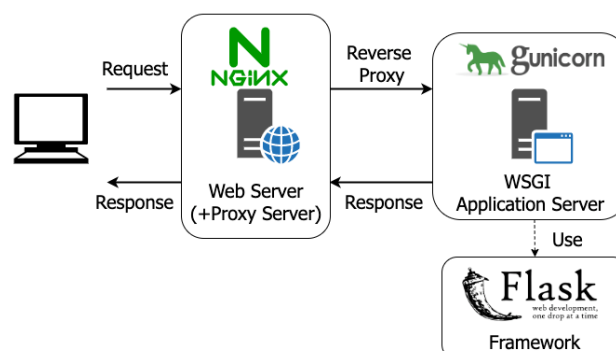 Request
Response
NGINX
Web Server
(+Proxy Server)
Reverse
Proxy
Response
gunicorn
WSGI
Application Server
Use
Flask
web development,
one drop at a time
Framework